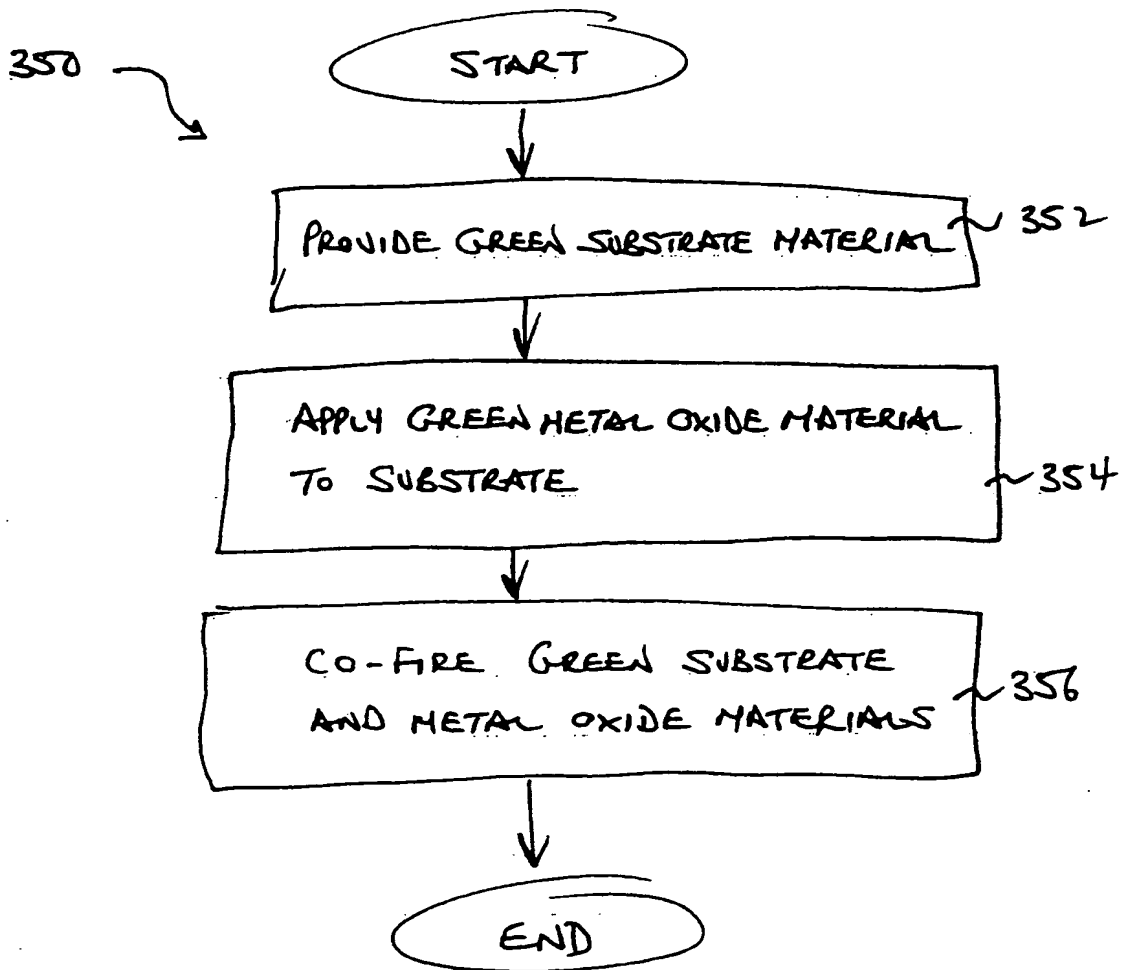 350
START
PROVIDE GREEN SUBSTRATE MATERIAL
352
APPLY GREEN METAL OXIDE MATERIAL
TO SUBSTRATE
354
CO-FIRE GREEN SUBSTRATE
AND METAL OXIDE MATERIALS
356
END